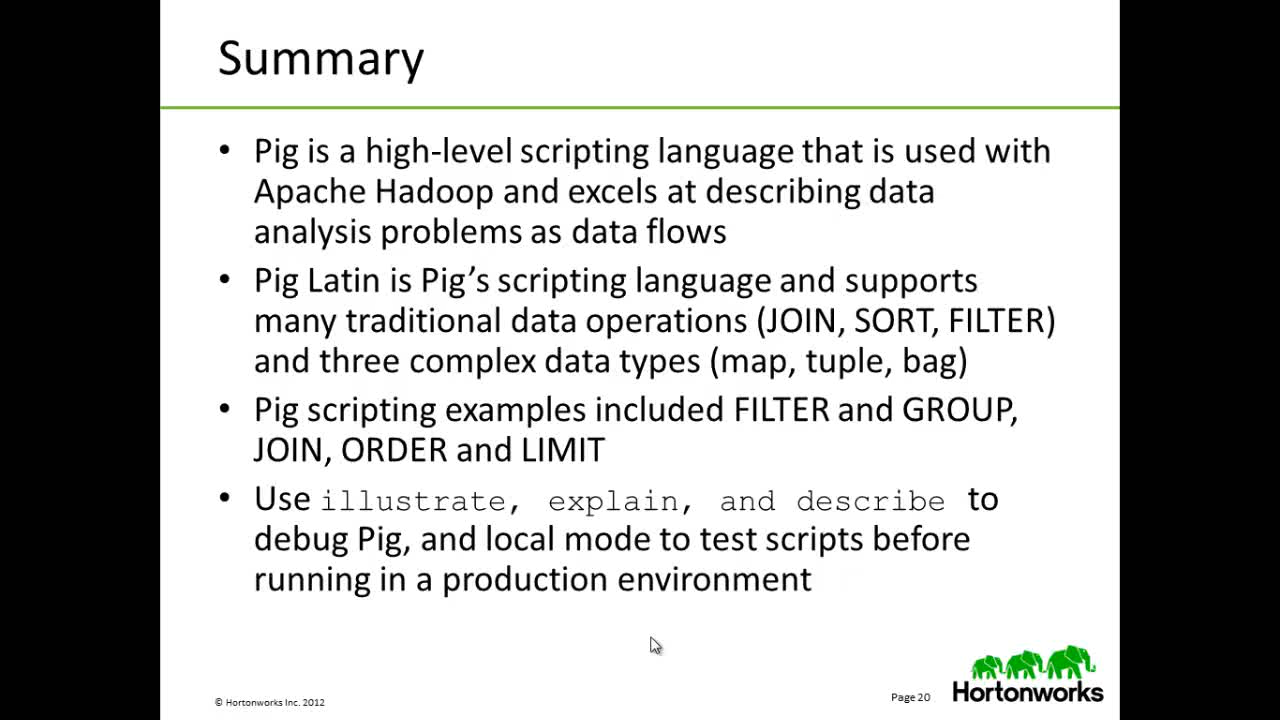 Summary
• Pig is a high-level scripting language that is used with
Apache Hadoop and excels at describing data
analysis problems as data flows
• Pig Latin is Pig’s scripting language and supports
many traditional data operations (JOIN, SORT, FILTER)
and three complex data types (map, tuple, bag)
• Pig scripting examples included FILTER and GROUP,
JOIN, ORDER and LIMIT
• Use illustrate, explain, and describe to
debug Pig, and local mode to test scripts before
running in a production environment
© Hortonworks Inc. 2012
Page 20
Hortonworks